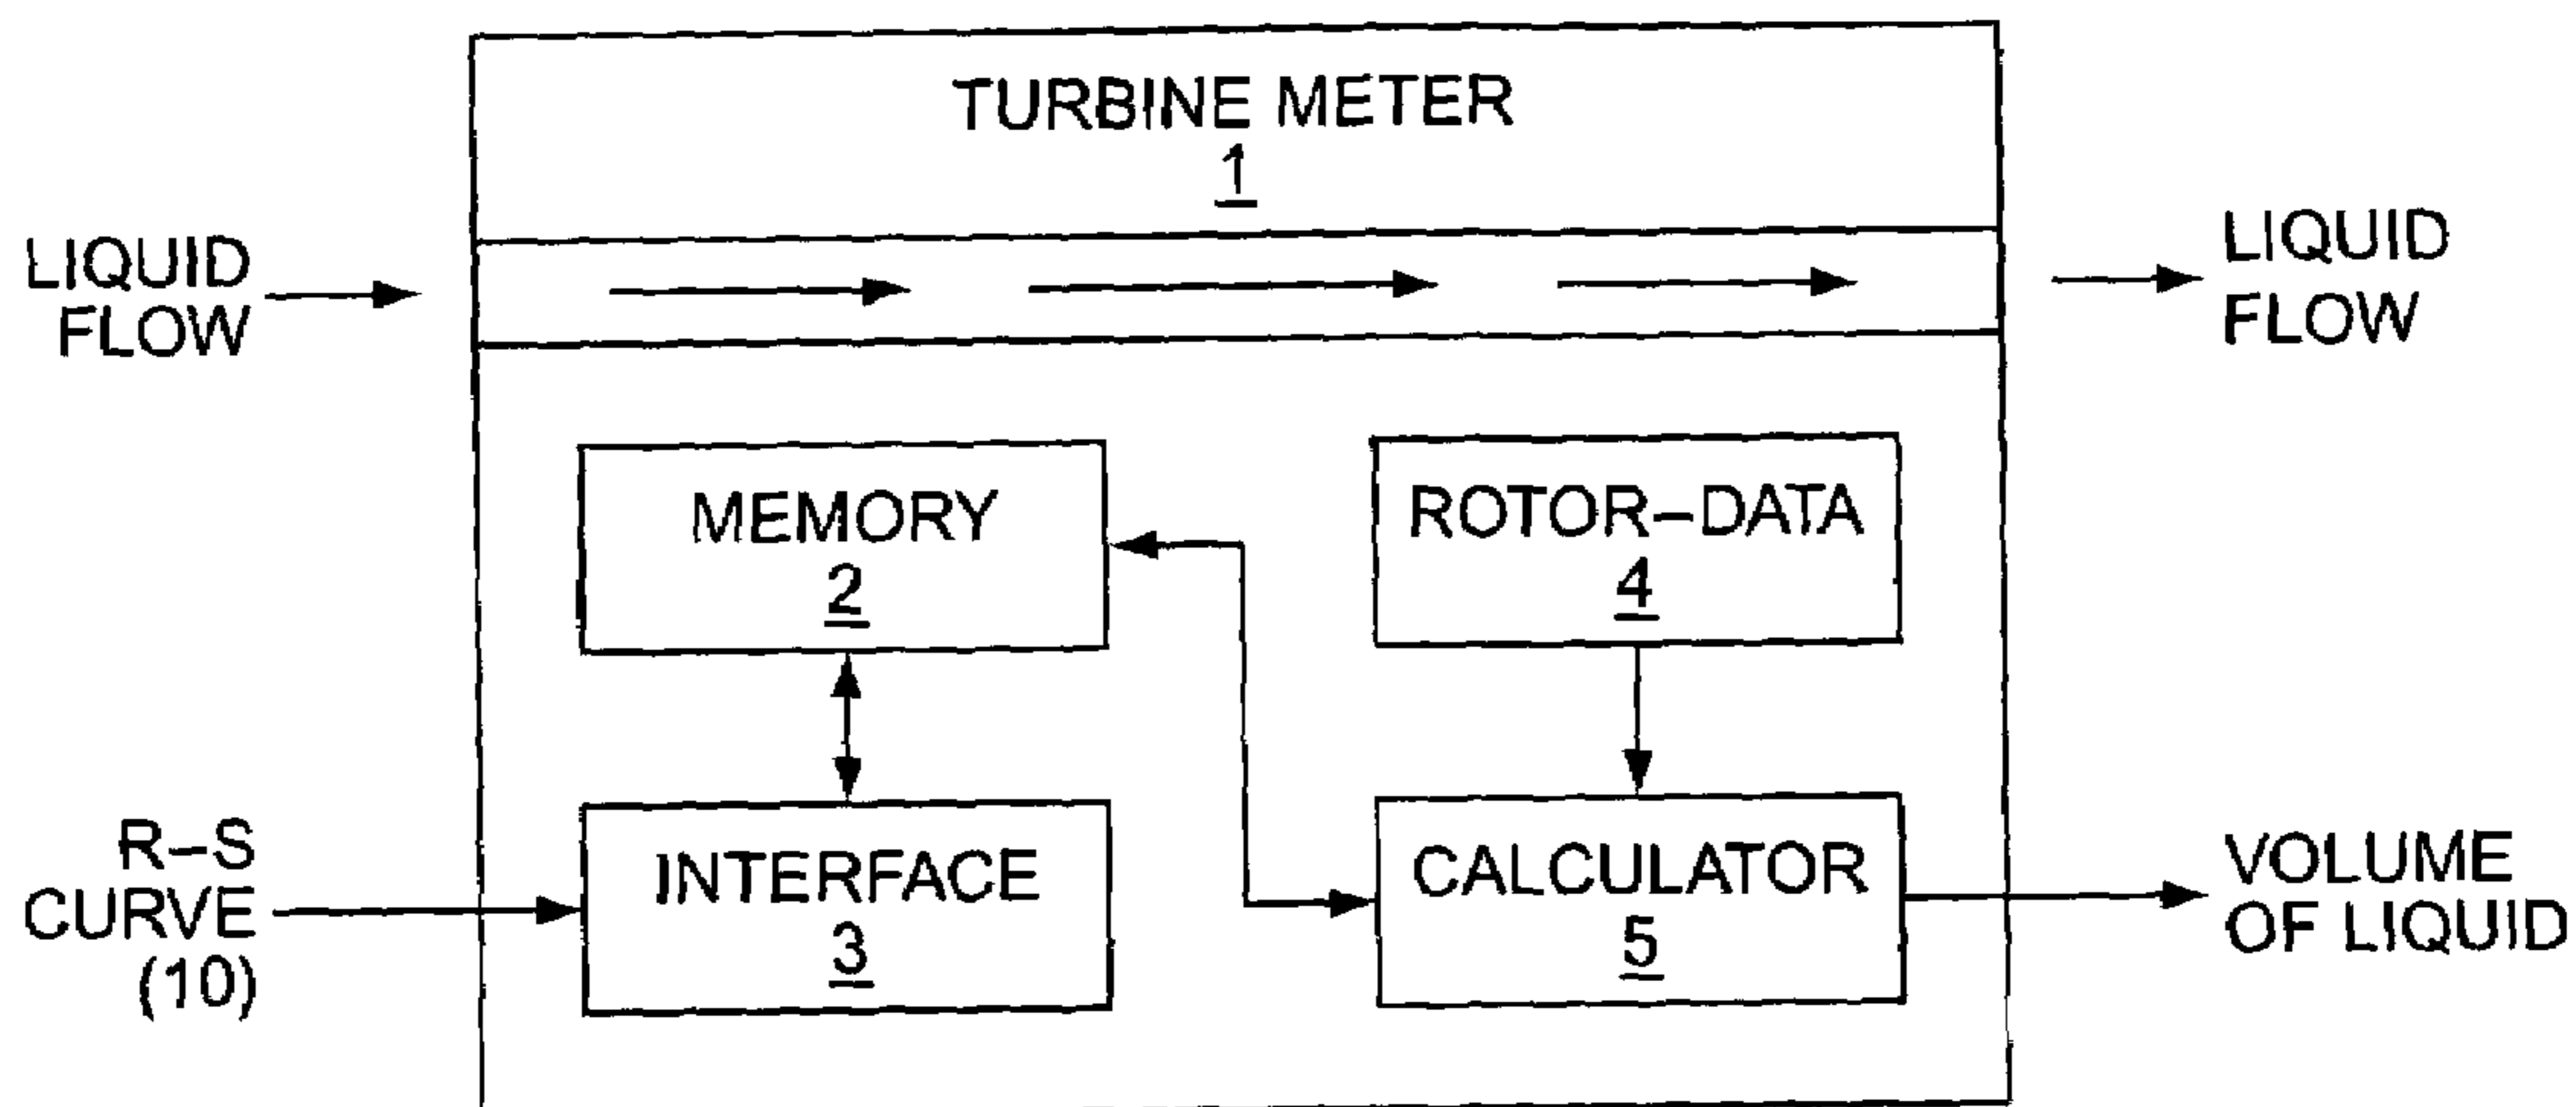 TURBINE METER
1
LIQUID
FLOW
LIQUID
FLOW
MEMORY
2
ROTOR–DATA
4
R–S
CURVE
(10)
INTERFACE
3
CALCULATOR
5
VOLUME
OF LIQUID